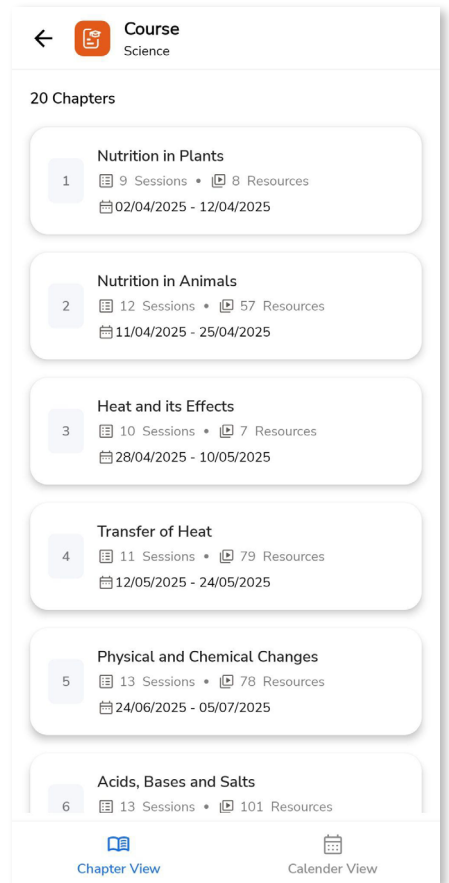 Course
Science
20 Chapters
Nutrition in Plants
1
9 Sessions • 8 Resources
02/04/2025 - 12/04/2025
Nutrition in Animals
2
12 Sessions • 57 Resources
11/04/2025 - 25/04/2025
Heat and its Effects
3
10 Sessions • 7 Resources
28/04/2025 - 10/05/2025
Transfer of Heat
4
11 Sessions • 79 Resources
12/05/2025 - 24/05/2025
Physical and Chemical Changes
5
13 Sessions • 78 Resources
24/06/2025 - 05/07/2025
Acids, Bases and Salts
6
13 Sessions • 101 Resources
Chapter View
Calender View